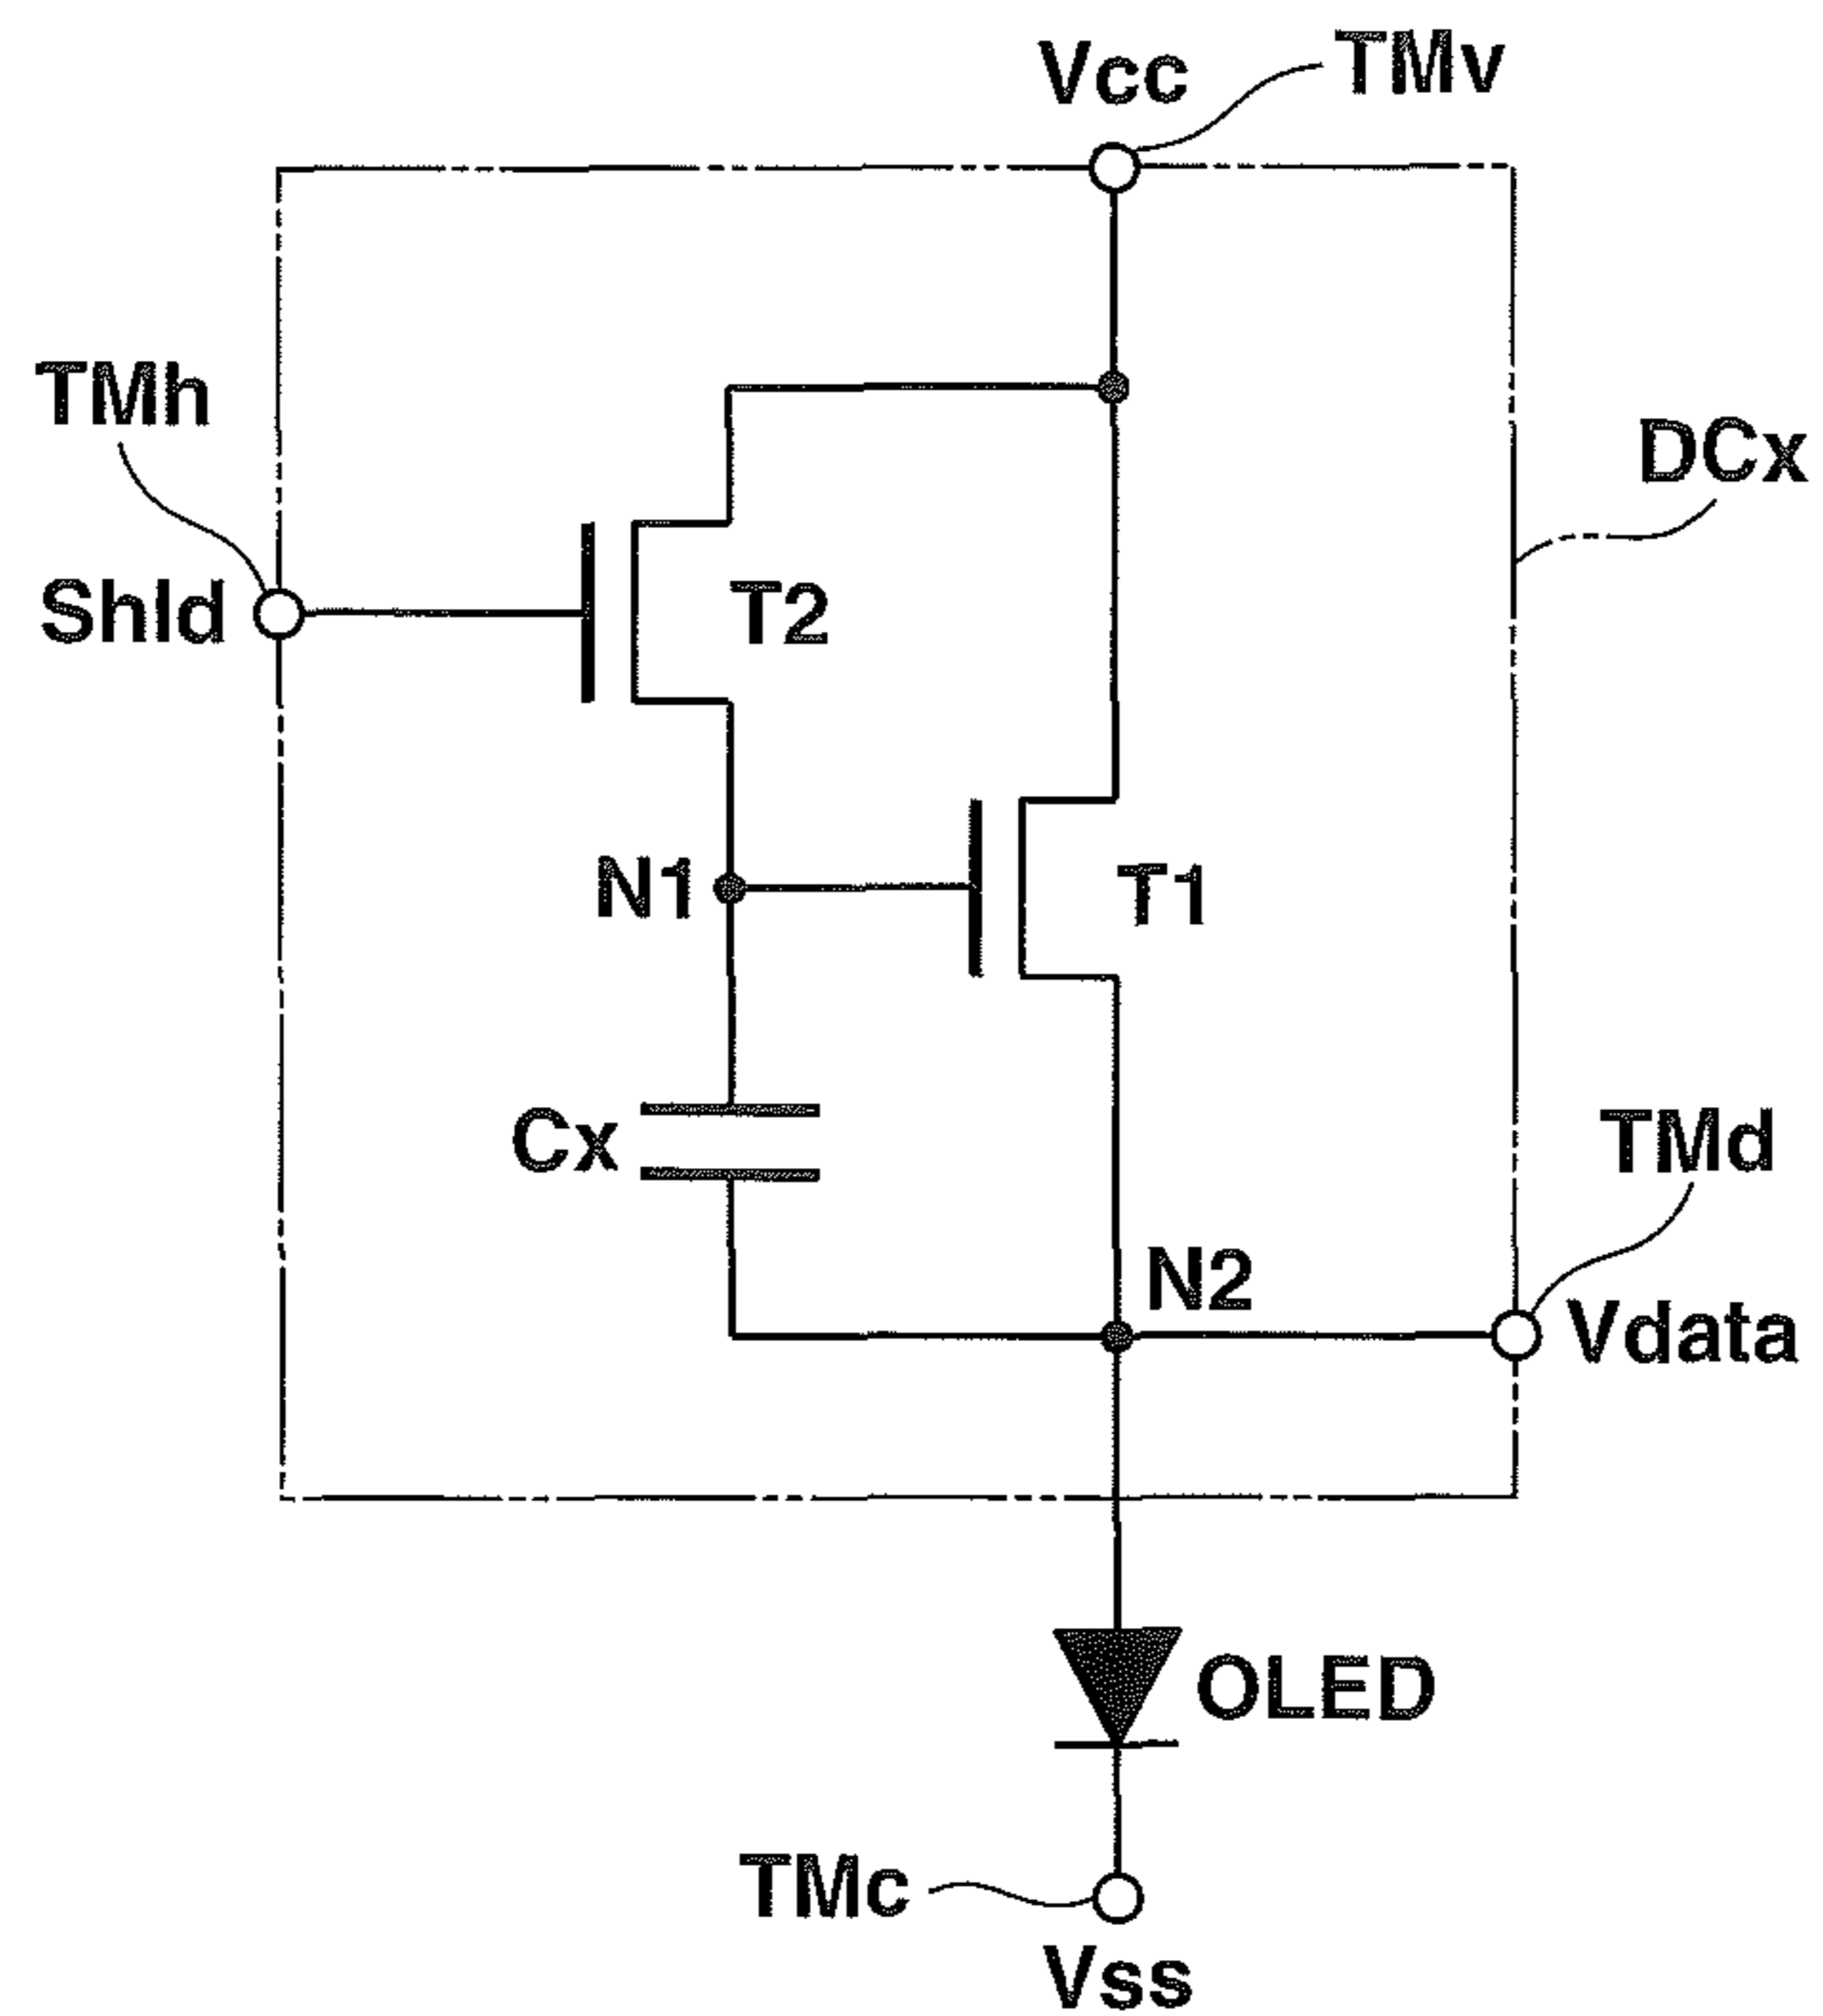 Vcc
TMv
TMh
DCx
Shld
T2
N1
T1
Cx
TMd
N2
Vdata
OLED
TMc
Vss